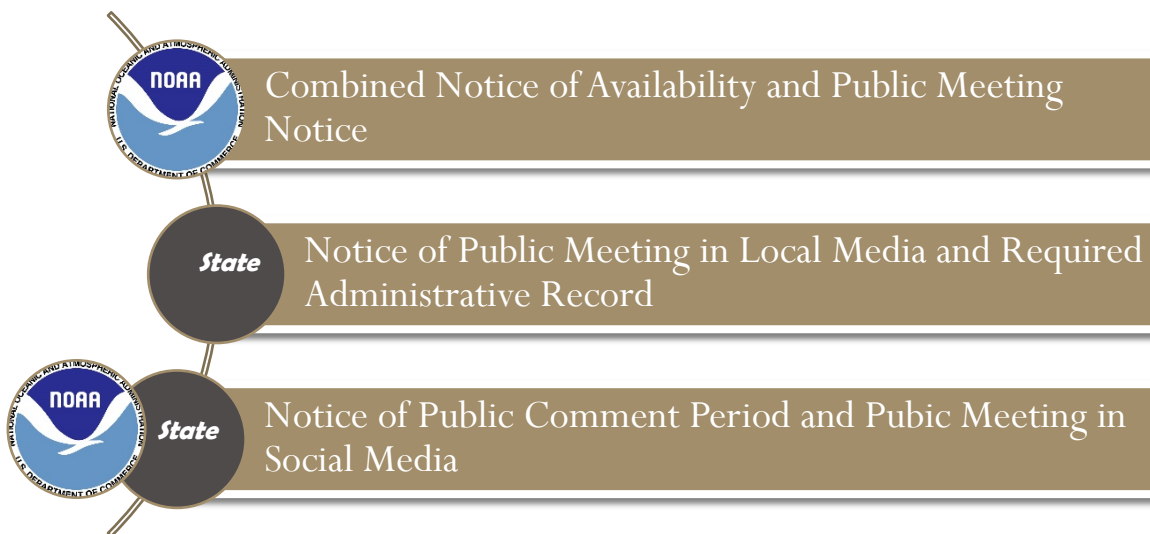 NATIONAL OCEANIC AND ATMOSPHERIC ADMINISTRATION
NOAA
U.S. DEPARTMENT OF COMMERCE
Combined Notice of Availability and Public Meeting
Notice
State
Notice of Public Meeting in Local Media and Required
Administrative Record
NATIONAL OCEANIC AND ATMOSPHERIC ADMINISTRATION
NOAA
U.S. DEPARTMENT OF COMMERCE
State
Notice of Public Comment Period and Pubic Meeting in
Social Media